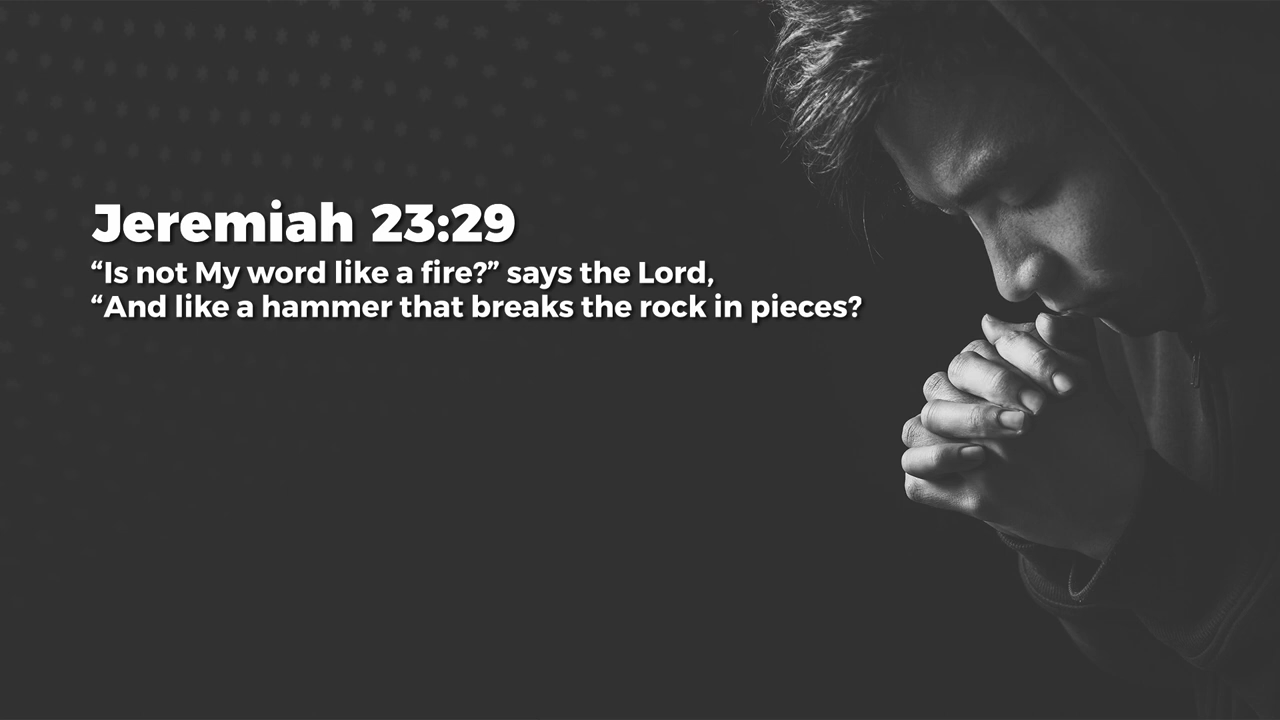 Jeremiah 23:29
“Is not My word like a fire?” says the Lord,
“And like a hammer that breaks the rock in pieces?